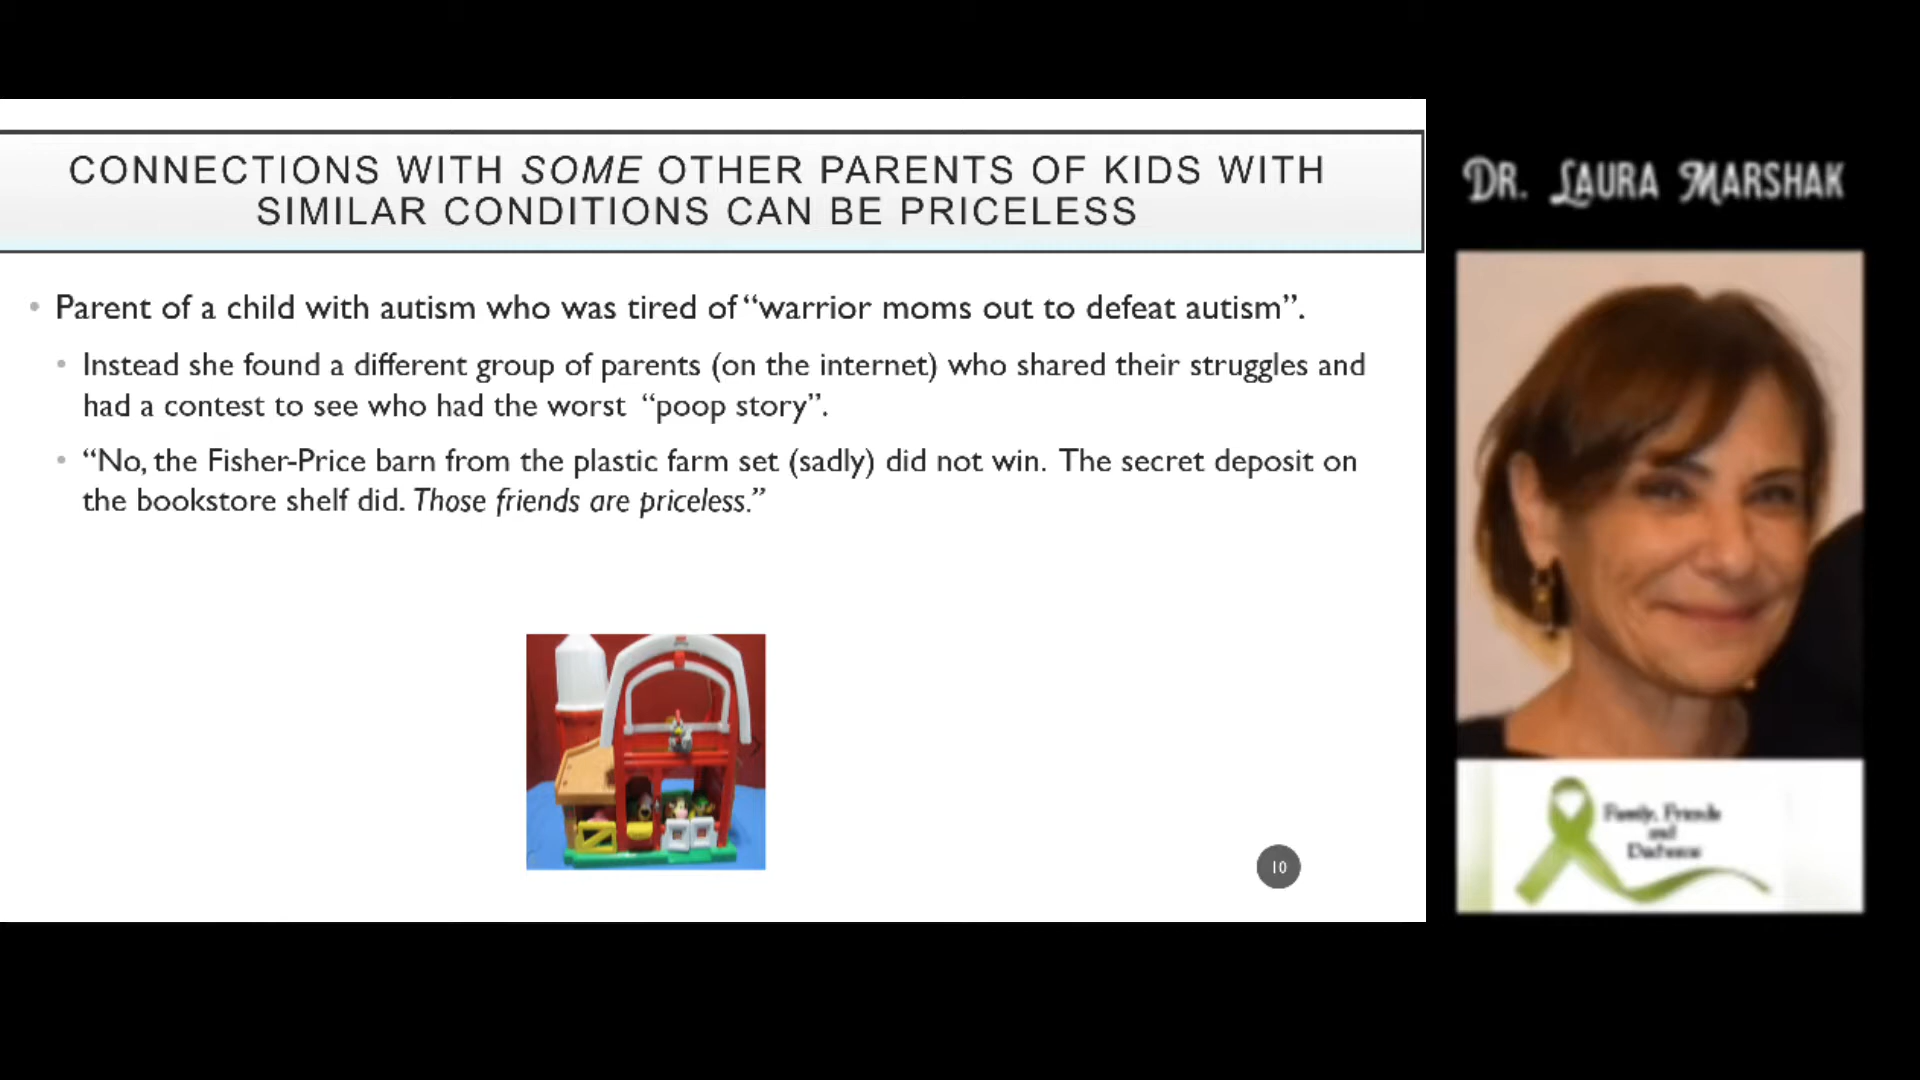 CONNECTIONS WITH SOME OTHER PARENTS OF KIDS WITH
SIMILAR CONDITIONS CAN BE PRICELESS
• Parent of a child with autism who was tired of “warrior moms out to defeat autism”.
• Instead she found a different group of parents (on the internet) who shared their struggles and
had a contest to see who had the worst “poop story”.
• “No, the Fisher-Price barn from the plastic farm set (sadly) did not win. The secret deposit on
the bookstore shelf did. Those friends are priceless.”
10
DR. LAURA MARSHAK
Family, Friends
and
Duchenne